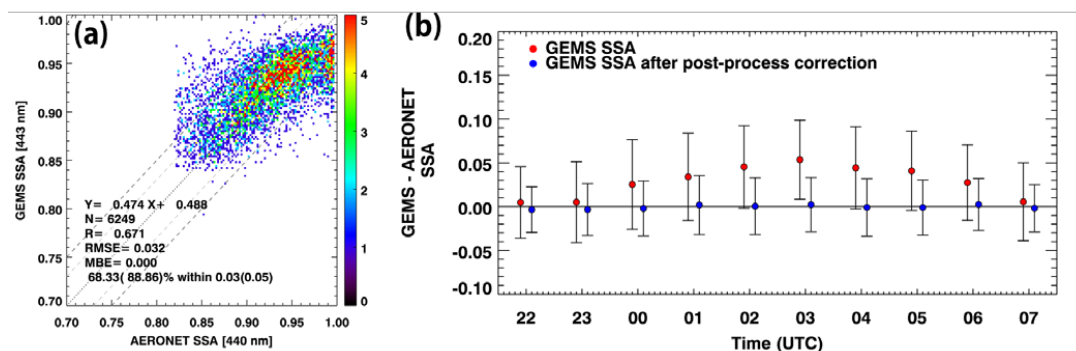 (a)
1.00
0.95
0.90
0.85
0.80
0.75
0.70
GEMS SSA [443 nm]
Y= 0.474 X+ 0.488
N= 6249
R= 0.671
RMSE= 0.032
MBE= 0.000
68.33( 88.86)% within 0.03(0.05)
0.70 0.75 0.80 0.85 0.90 0.95 1.00
AERONET SSA [440 nm]
5
4
3
2
1
0
(b)
0.20
0.15
0.10
0.05
0.00
-0.05
-0.10
GEMS - AERONET
SSA
GEMS SSA
GEMS SSA after post-process correction
22 23 00 01 02 03 04 05 06 07
Time (UTC)